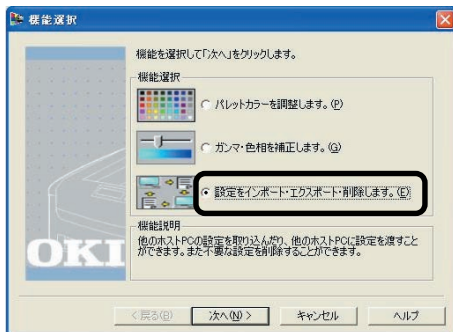 機能選択
機能を選択して「次へ」をクリックします。
機能選択
パレットカラーを調整します。(P)
ガンマ・色相を補正します。(G)
設定をインポート・エクスポート・削除します。(E)
機能説明
他のホストPCの設定を取り込んだり、他のホストPCに設定を渡すこと
ができます。また不要な設定を削除することができます。
OKI
< 戻る(B) 次へ(N) > キャンセル ヘルプ